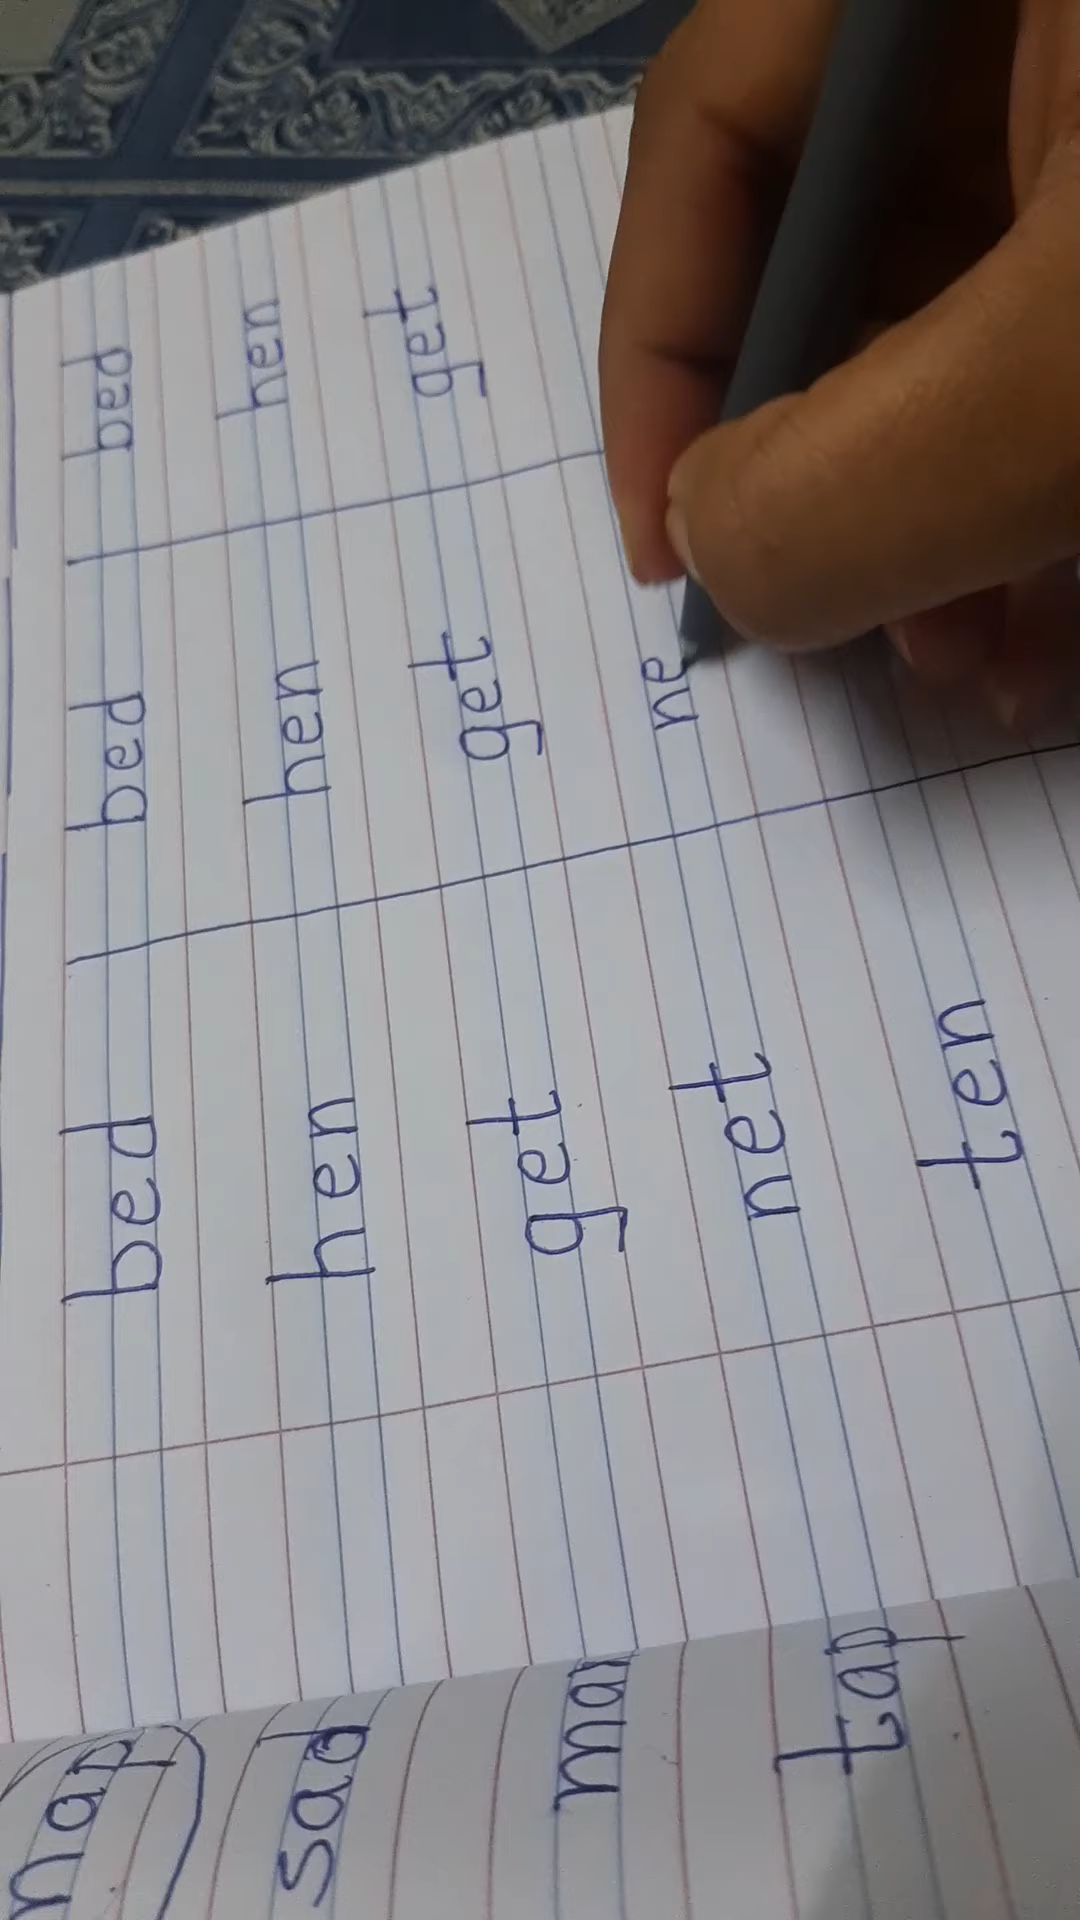 nap
sad
tap
bed bed bed
hen hen hen
get get get
net ne
ten